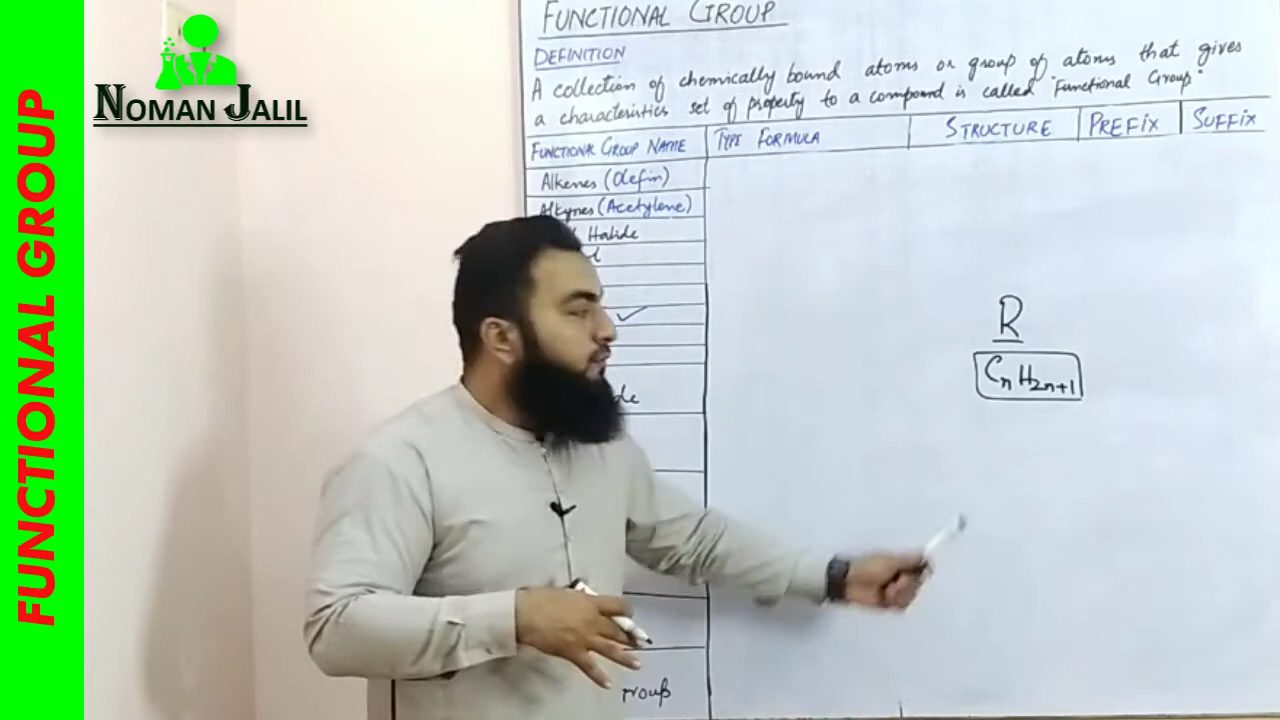 FUNCTIONAL GROUP
NOMAN JALIL
FUNCTIONAL GROUP
DEFINITION
A collection of chemically bound atoms or group of atoms that gives
a characteristics set of property to a compound is called "Functional Group"
FUNCTIONAL GROUP NAME TYPE FORMULA STRUCTURE PREFIX SUFFIX
Alkenes (Olefin)
Alkynes (Acetylene)
Halide
R
CnH2n+1